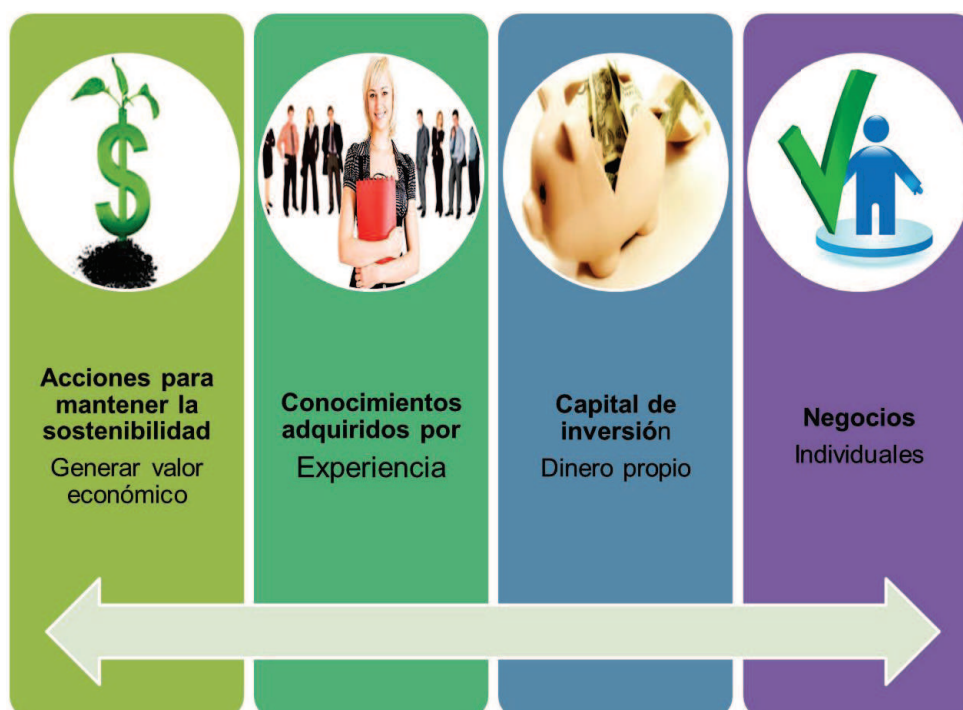 Acciones para
mantener la
sostenibilidad
Generar valor
económico
Conocimientos
adquiridos por
Experiencia
Capital de
inversión
Dinero propio
Negocios
Individuales